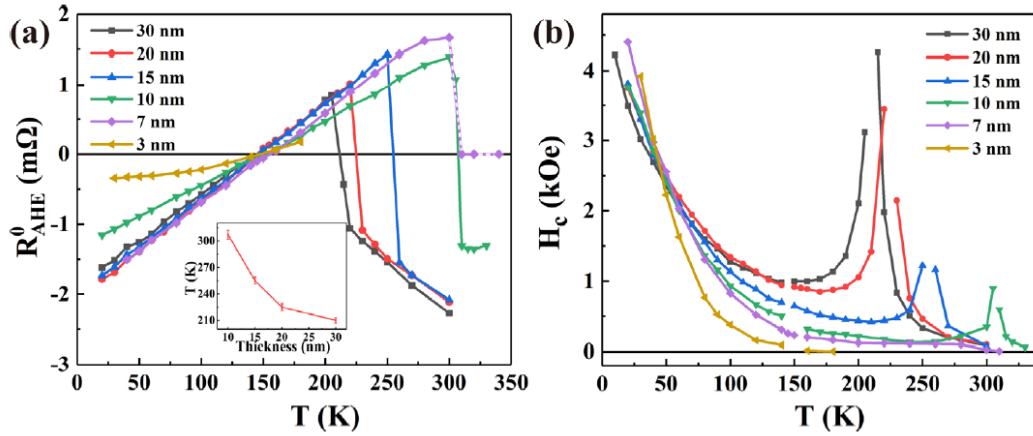 (a)
30 nm
20 nm
15 nm
10 nm
7 nm
3 nm
R⁰AHE (mΩ)
2
1
0
-1
-2
-3
0 50 100 150 200 250 300 340
T (K)
T (K)
300
270
240
210
10 15 20 25 30
Thickness (nm)
(b)
30 nm
20 nm
15 nm
10 nm
7 nm
3 nm
Hc (kOe)
5
4
3
2
1
0
0 50 100 150 200 250 300
T (K)